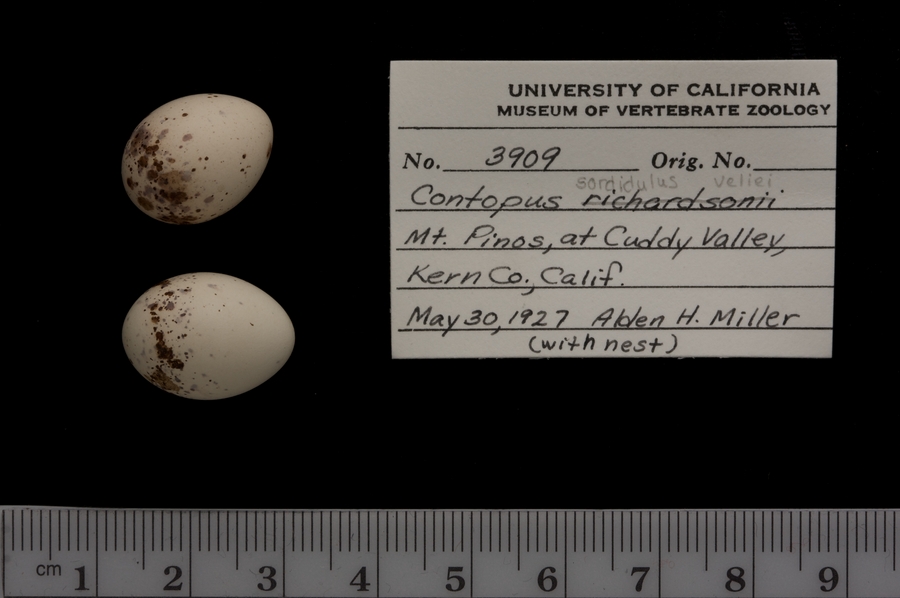 UNIVERSITY OF CALIFORNIA
MUSEUM OF VERTEBRATE ZOOLOGY
No. 3909 Orig. No.
sordidulus veliei
Contopus richardsonii
Mt. Pinos, at Cuddy Valley,
Kern Co., Calif.
May 30, 1927 Alden H. Miller
(with nest)
cm 1 2 3 4 5 6 7 8 9